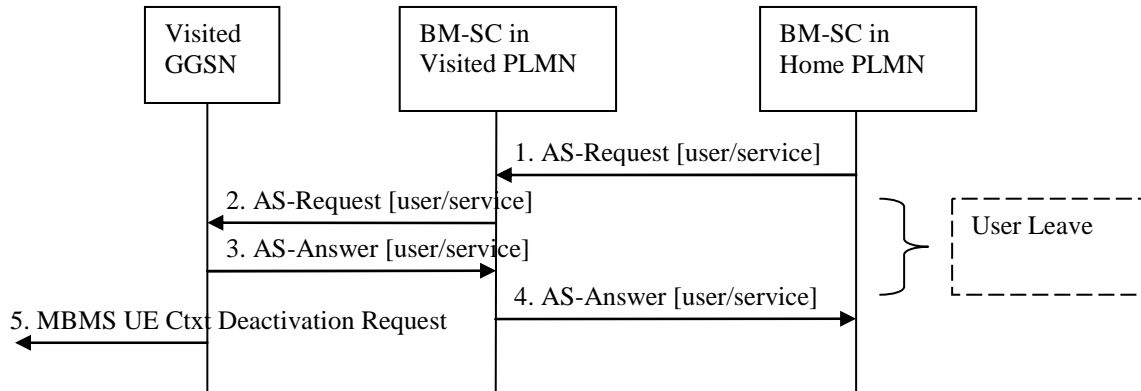 Visited
GGSN
BM-SC in
Visited PLMN
BM-SC in
Home PLMN
1. AS-Request [user/service]
2. AS-Request [user/service]
User Leave
3. AS-Answer [user/service]
4. AS-Answer [user/service]
5. MBMS UE Ctxt Deactivation Request